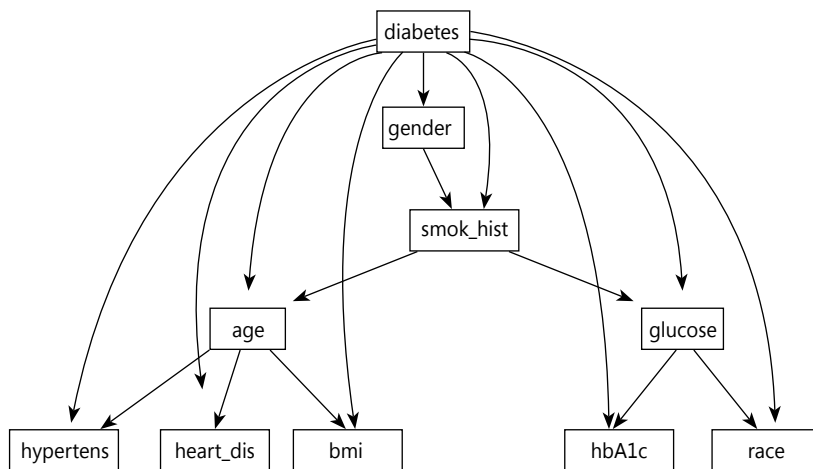 diabetes
gender
smok_hist
age
glucose
hypertens
heart_dis
bmi
hbA1c
race